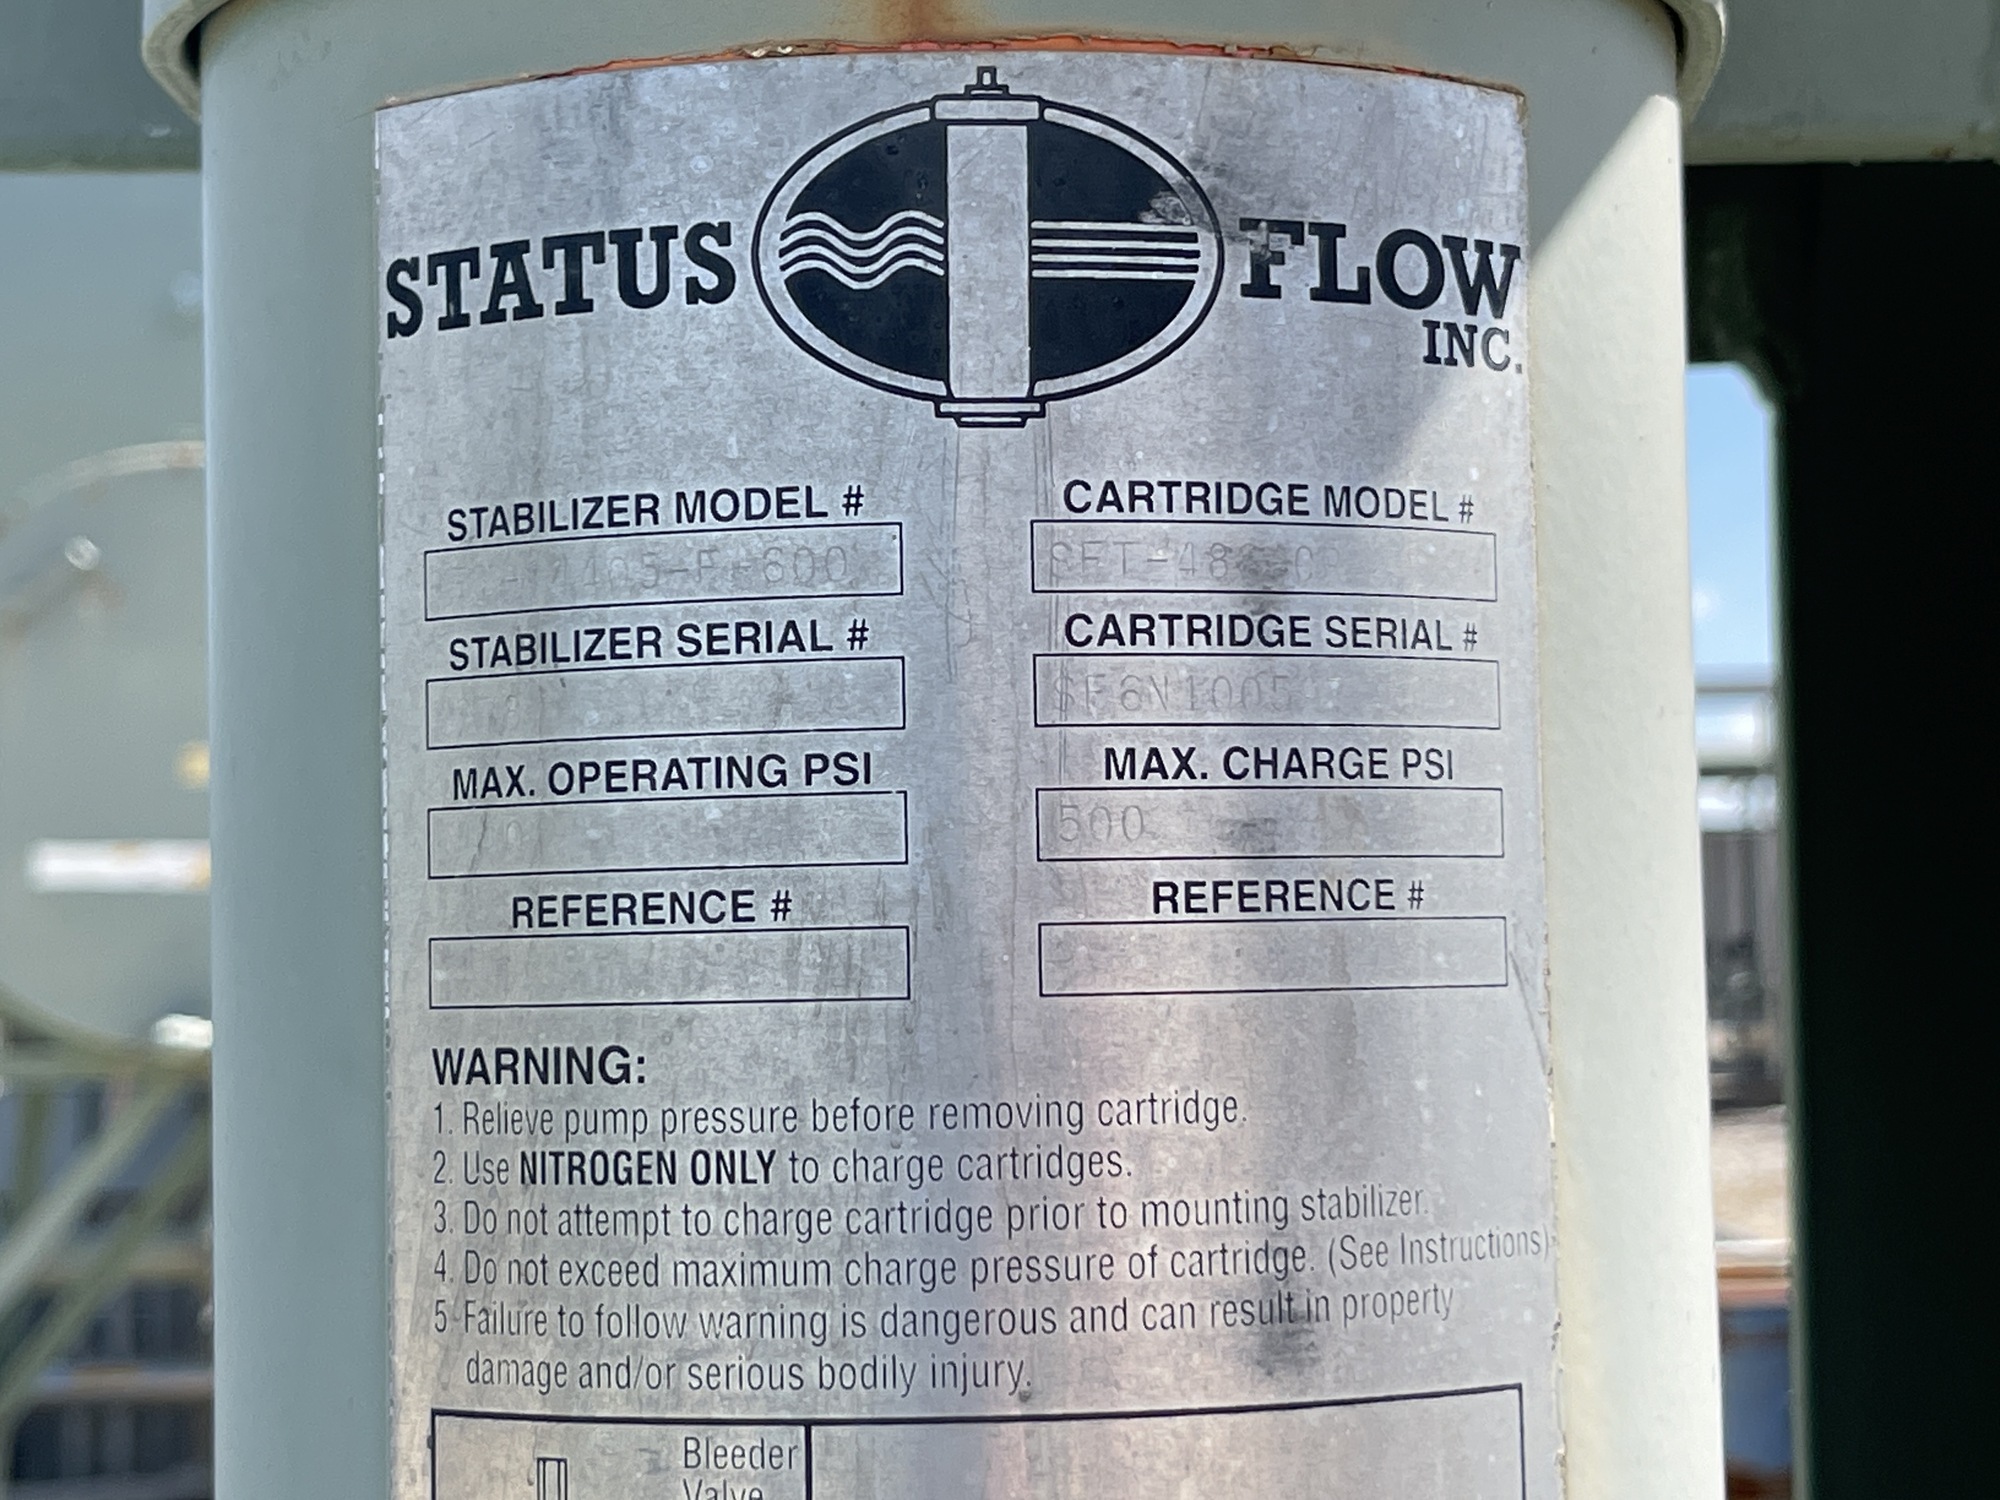 STATUS FLOW
INC.
STABILIZER MODEL # CARTRIDGE MODEL #
STABILIZER SERIAL # CARTRIDGE SERIAL #
SF6N1005
MAX. OPERATING PSI MAX. CHARGE PSI
500
REFERENCE # REFERENCE #
WARNING:
1. Relieve pump pressure before removing cartridge.
2. Use NITROGEN ONLY to charge cartridges.
3. Do not attempt to charge cartridge prior to mounting stabilizer.
4. Do not exceed maximum charge pressure of cartridge. (See Instructions)
5. Failure to follow warning is dangerous and can result in property
damage and/or serious bodily injury.
Bleeder
Valve